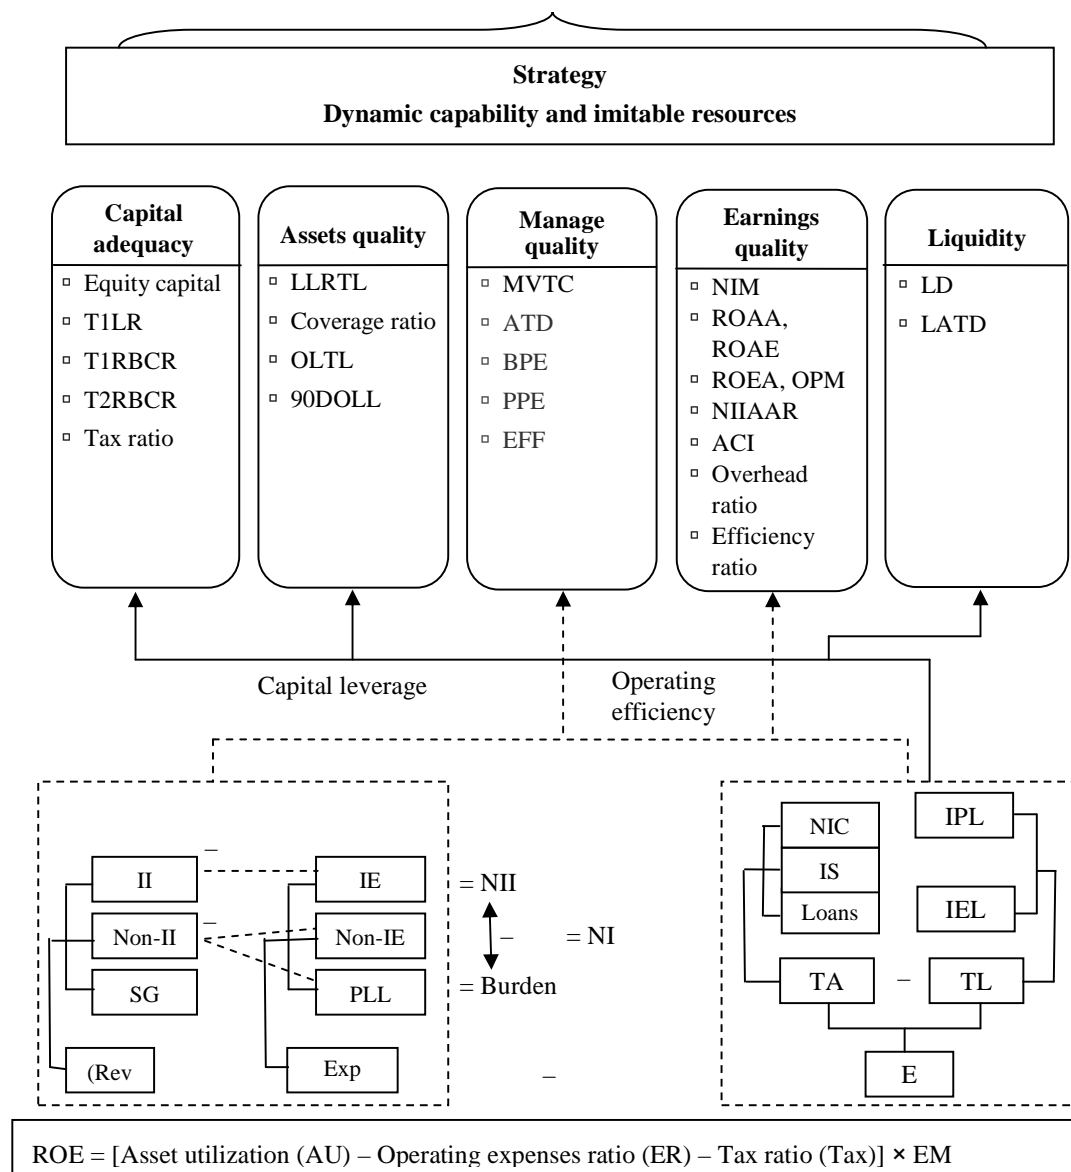 Strategy
Dynamic capability and imitable resources
Capital
adequacy
Equity capital
T1LR
T1RBCR
T2RBCR
Tax ratio
Assets quality
LLRTL
Coverage ratio
OLTL
90DOLL
Manage
quality
MVTC
ATD
BPE
PPE
EFF
Earnings
quality
NIM
ROAA,
ROAE
ROEA, OPM
NIIAAR
ACI
Overhead
ratio
Efficiency
ratio
Liquidity
LD
LATD
Capital leverage
Operating
efficiency
II
–
IE
= NII
Non-II
–
Non-IE
–
= NI
SG
PLL
= Burden
(Rev
Exp
–
NIC
IS
Loans
IPL
IEL
TA
–
TL
E
ROE = [Asset utilization (AU) – Operating expenses ratio (ER) – Tax ratio (Tax)] × EM